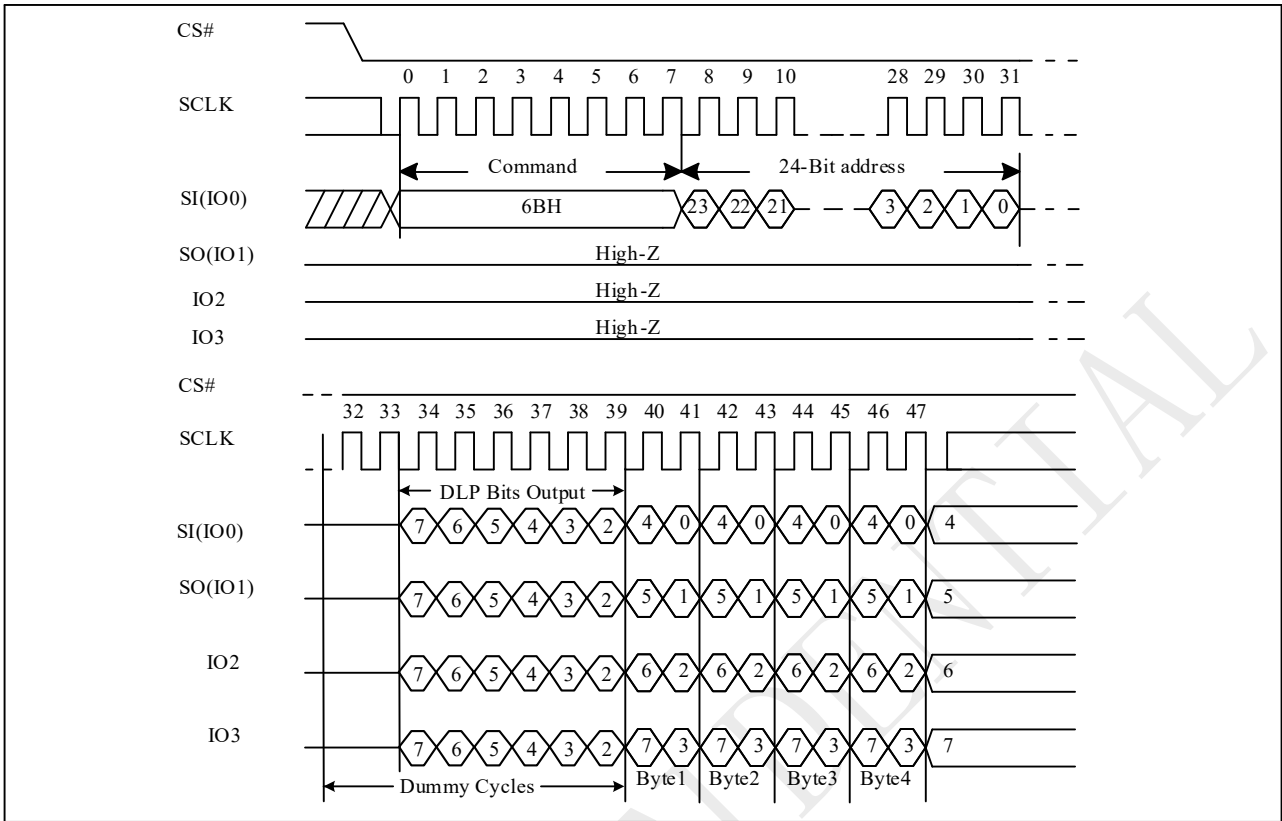 CS#
0 1 2 3 4 5 6 7 8 9 10 28 29 30 31
SCLK
Command 24-Bit address
SI(IO0) 6BH 23 22 21 3 2 1 0
SO(IO1) High-Z
IO2 High-Z
IO3 High-Z
CS#
32 33 34 35 36 37 38 39 40 41 42 43 44 45 46 47
SCLK
DLP Bits Output
SI(IO0) 7 6 5 4 3 2 4 0 4 0 4 0 4 0 4
SO(IO1) 7 6 5 4 3 2 5 1 5 1 5 1 5 1 5
IO2 7 6 5 4 3 2 6 2 6 2 6 2 6 2 6
IO3 7 6 5 4 3 2 7 3 7 3 7 3 7 3 7
Dummy Cycles Byte1 Byte2 Byte3 Byte4